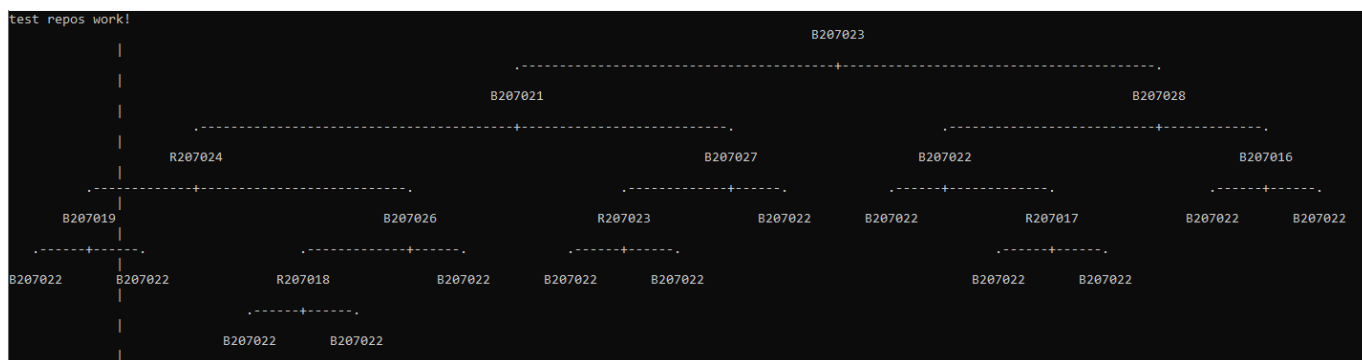 test repos work!
B207023
|
.-----------------------------------------+-----------------------------------------.
|
B207021 B207028
|
.-----------------------------------------+---------------------------. .---------------------------+-------------.
|
R207024 B207027 B207022 B207016
|
.-------------+---------------------------. .-------------+------. .------+-------------. .------+------.
|
B207019 B207026 R207023 B207022 B207022 R207017 B207022 B207022
|
.------+------. .-------------+------. .------+------. .------+------.
|
B207022 B207022 R207018 B207022 B207022 B207022 B207022 B207022
|
.------+------.
|
B207022 B207022
|